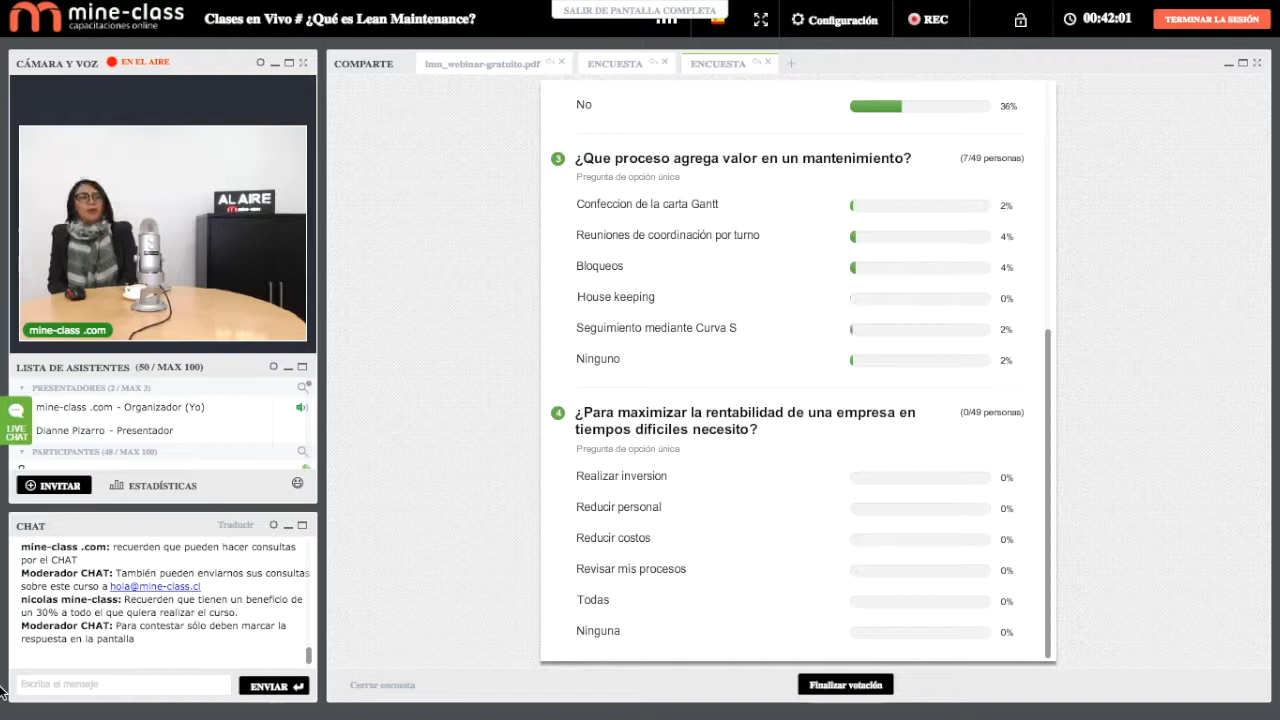 mine-class
capacitaciones online
Clases en Vivo # ¿Qué es Lean Maintenance?
SALIR DE PANTALLA COMPLETA
Configuración
REC
00:42:01
TERMINAR LA SESIÓN
CÁMARA Y VOZ
EN EL AIRE
AL AIRE
mine-class
mine-class .com
LISTA DE ASISTENTES (50 / MAX 100)
PRESENTADORES (2 / MAX 3)
mine-class .com - Organizador (Yo)
Dianne Pizarro - Presentador
PARTICIPANTES (48 / MAX 100)
LIVE
CHAT
INVITAR
ESTADÍSTICAS
CHAT
Traducir
mine-class .com: recuerden que pueden hacer consultas
por el CHAT
Moderador CHAT: También pueden enviarnos sus consultas
sobre este curso a hola@mine-class.cl
nicolas mine-class: Recuerden que tienen un beneficio de
un 30% a todo el que quiera realizar el curso.
Moderador CHAT: Para contestar sólo deben marcar la
respuesta en la pantalla
Escriba el mensaje
ENVIAR
COMPARTE
lmn_webinar-gratuito.pdf
ENCUESTA
ENCUESTA
No 36%
3 ¿Que proceso agrega valor en un mantenimiento? (7/49 personas)
Pregunta de opción única
Confeccion de la carta Gantt 2%
Reuniones de coordinación por turno 4%
Bloqueos 4%
House keeping 0%
Seguimiento mediante Curva S 2%
Ninguno 2%
4 ¿Para maximizar la rentabilidad de una empresa en (0/49 personas)
tiempos dificiles necesito?
Pregunta de opción única
Realizar inversion 0%
Reducir personal 0%
Reducir costos 0%
Revisar mis procesos 0%
Todas 0%
Ninguna 0%
Cerrar encuesta
Finalizar votación